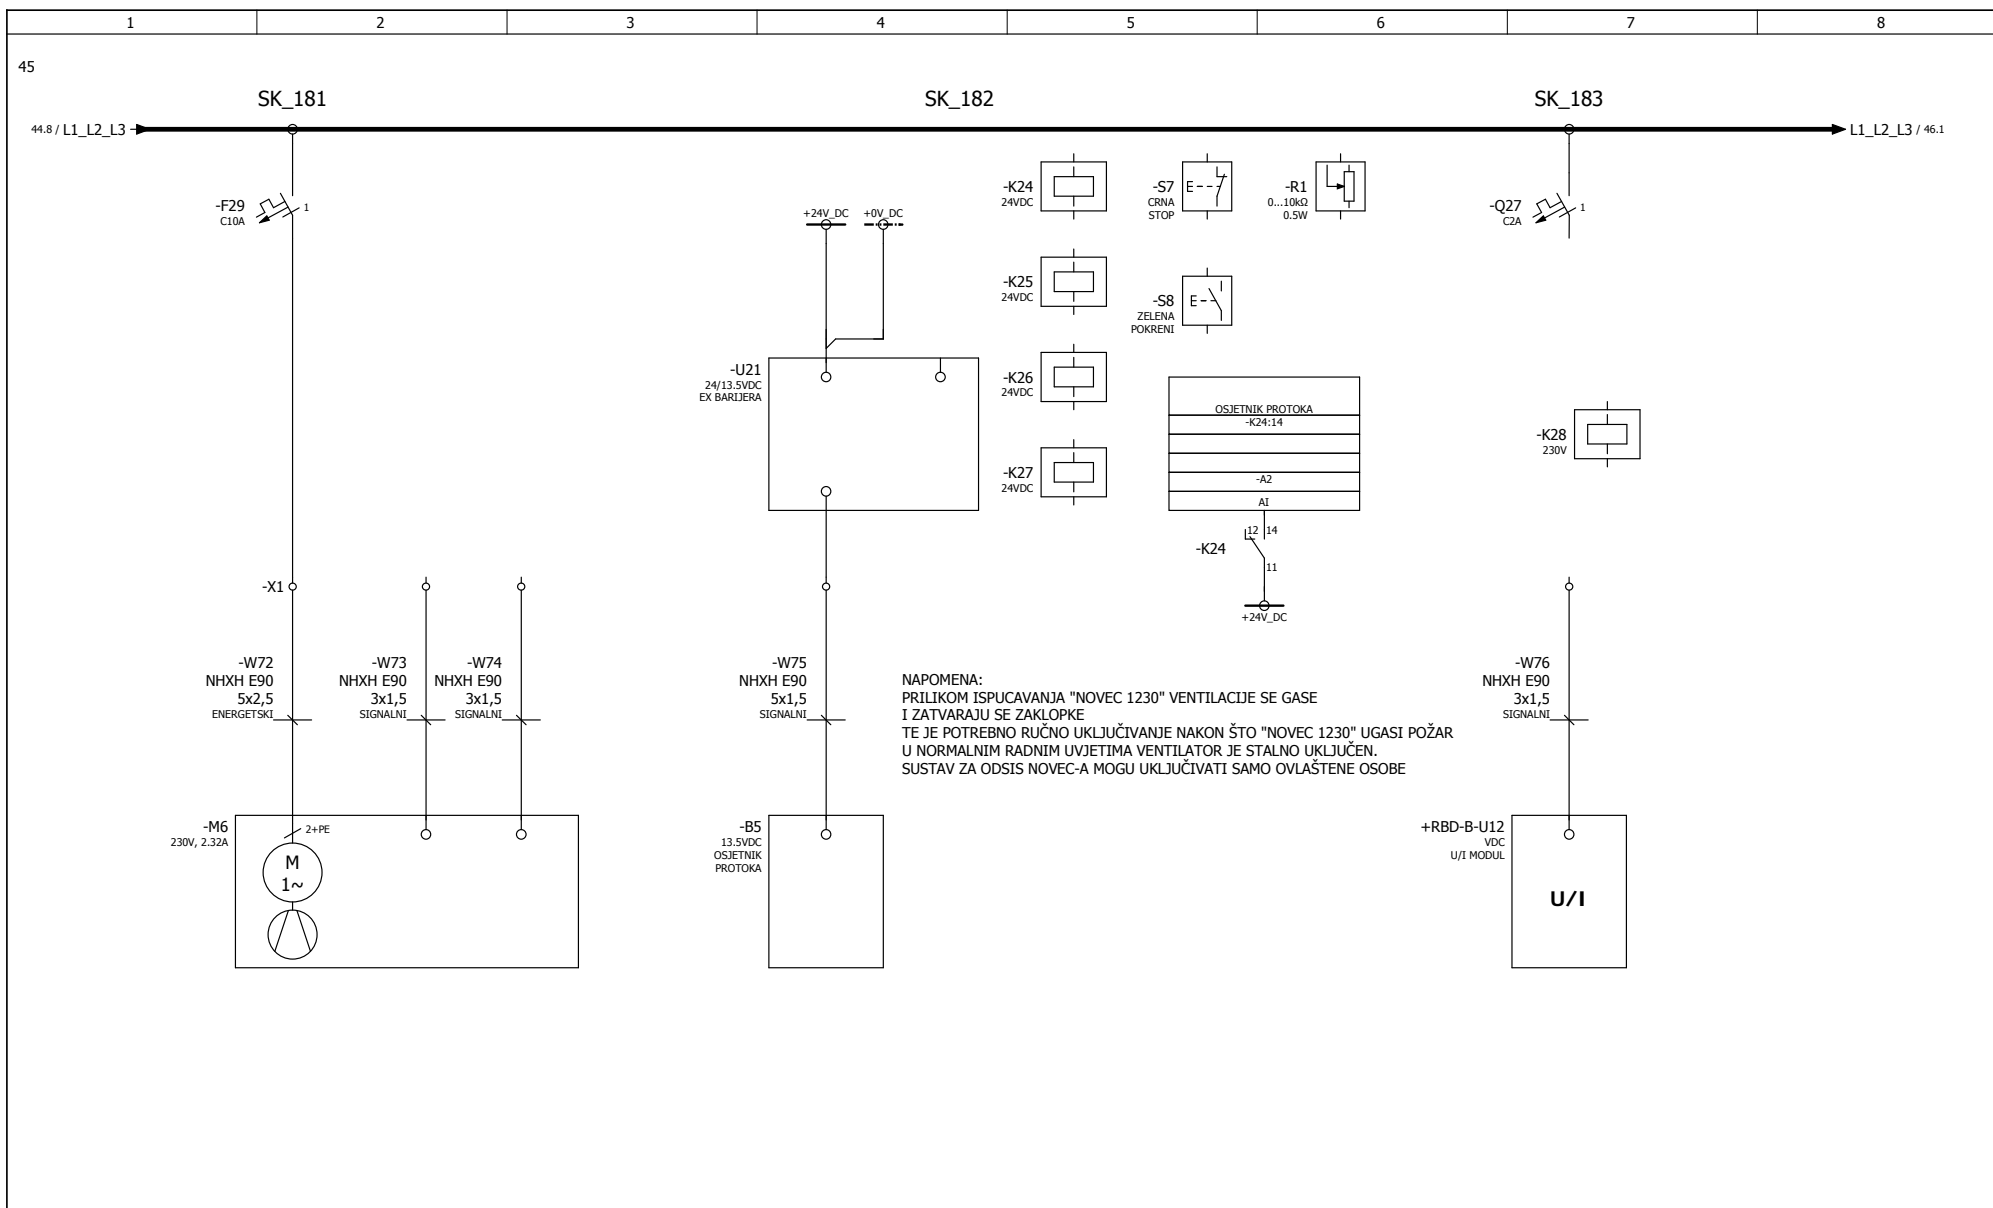 1 2 3 4 5 6 7 8
45
SK_181 SK_182 SK_183
44.8 / L1_L2_L3
L1_L2_L3 / 46.1
-F29
C10A
1
+24V_DC +0V_DC
-K24
24VDC
-S7
CRNA
STOP
E
-R1
0...10kΩ
0.5W
-Q27
C2A
1
-K25
24VDC
-S8
ZELENA
POKRENI
E
-U21
24/13.5VDC
EX BARIJERA
-K26
24VDC
-K27
24VDC
OSJETNIK PROTOKA
-K24:14
-A2
AI
-K24
12 14
11
+24V_DC
-K28
230V
-X1
-W72
NHXH E90
5x2,5
ENERGETSKI
-W73
NHXH E90
3x1,5
SIGNALNI
-W74
NHXH E90
3x1,5
SIGNALNI
-W75
NHXH E90
5x1,5
SIGNALNI
NAPOMENA:
PRILIKOM ISPUCAVANJA "NOVEC 1230" VENTILACIJE SE GASE
I ZATVARAJU SE ZAKLOPKE
TE JE POTREBNO RUČNO UKLJUČIVANJE NAKON ŠTO "NOVEC 1230" UGASI POŽAR
U NORMALNIM RADNIM UVJETIMA VENTILATOR JE STALNO UKLJUČEN.
SUSTAV ZA ODSIS NOVEC-A MOGU UKLJUČIVATI SAMO OVLAŠTENE OSOBE
-W76
NHXH E90
3x1,5
SIGNALNI
-M6
230V, 2.32A
2+PE
M
1~
-B5
13.5VDC
OSJETNIK
PROTOKA
+RBD-B-U12
VDC
U/I MODUL
U/I